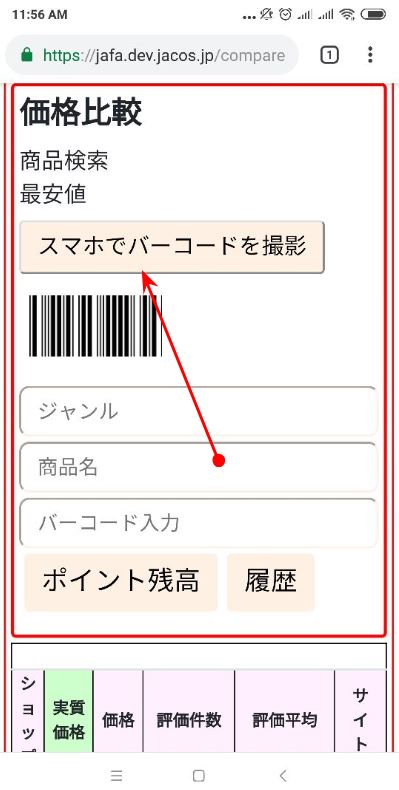 11:56 AM
https://jafa.dev.jacos.jp/compare
1
価格比較
商品検索
最安値
スマホでバーコードを撮影
ジャンル
商品名
バーコード入力
ポイント残高 履歴
ショップ 実質価格 価格 評価件数 評価平均 サイト